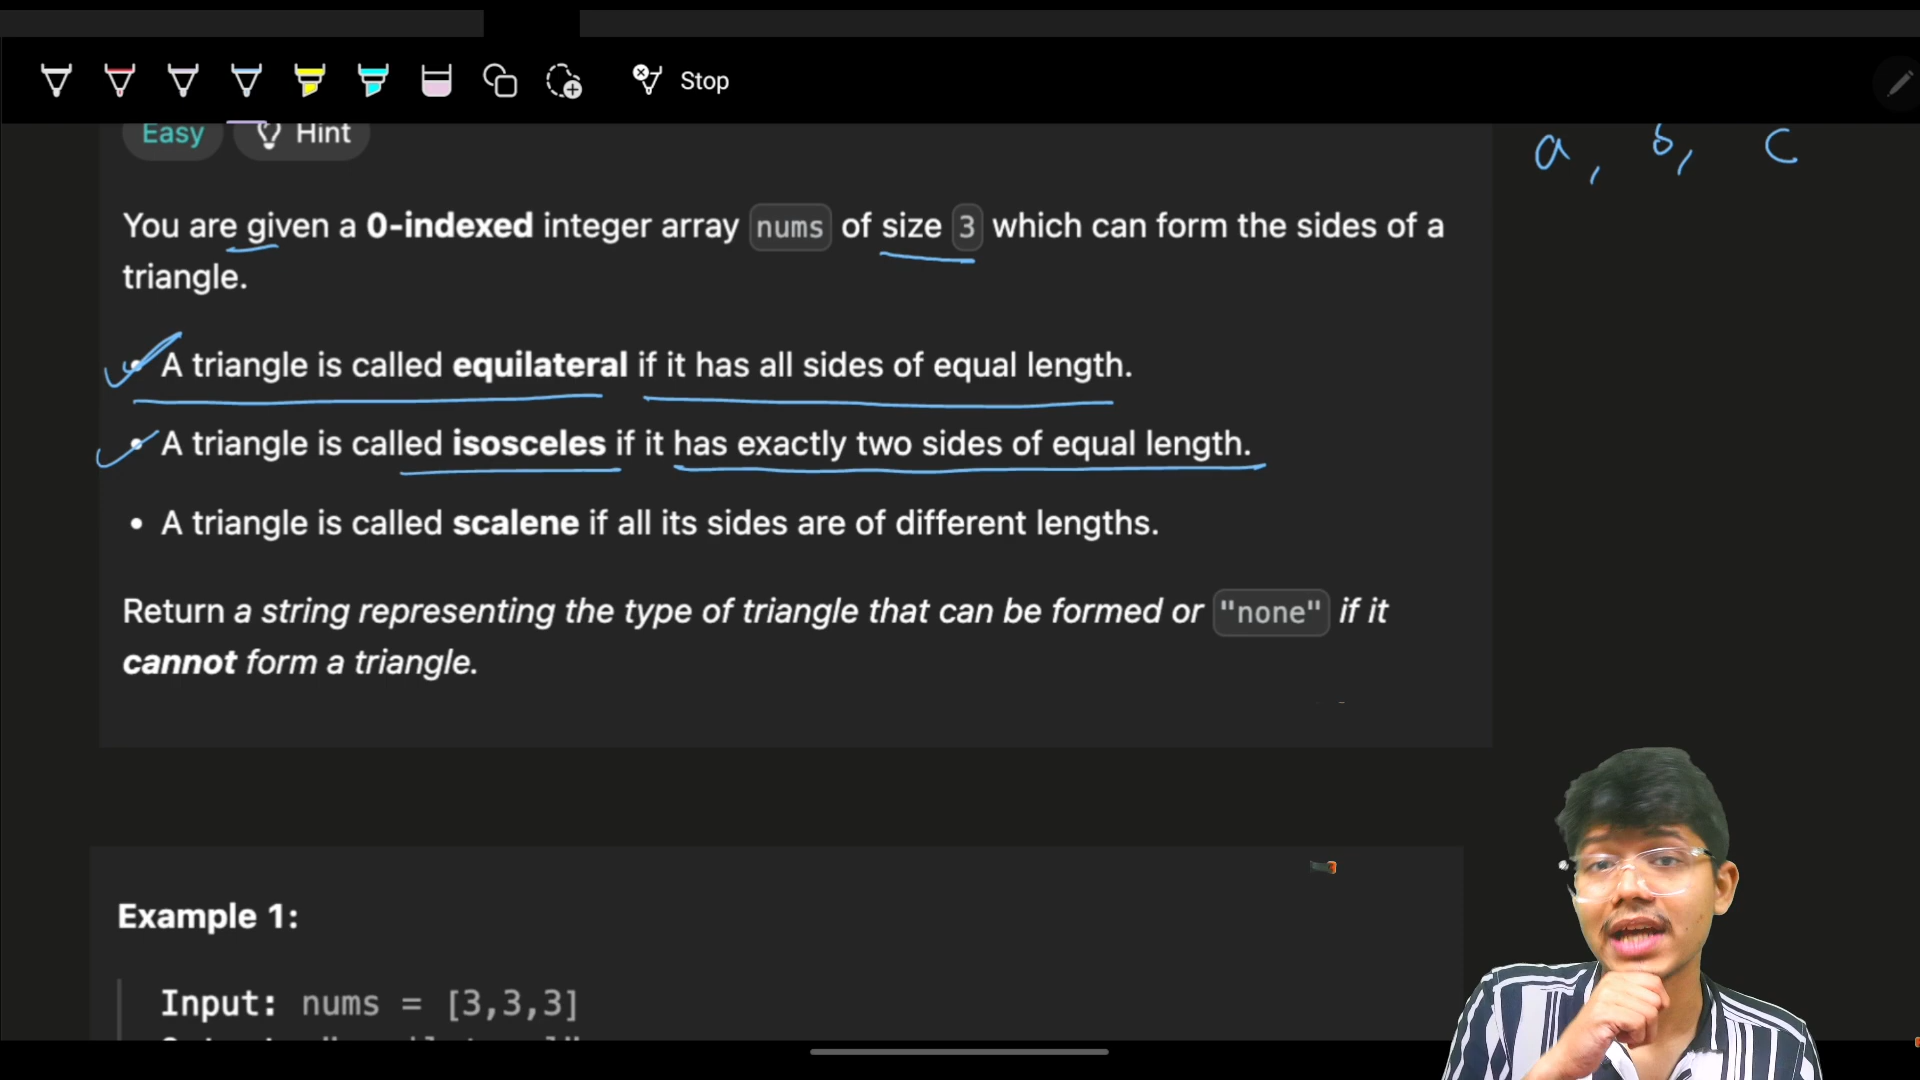 Stop
Easy Hint
a, b, c
You are given a 0-indexed integer array nums of size 3 which can form the sides of a
triangle.
• A triangle is called equilateral if it has all sides of equal length.
• A triangle is called isosceles if it has exactly two sides of equal length.
• A triangle is called scalene if all its sides are of different lengths.
Return a string representing the type of triangle that can be formed or "none" if it
cannot form a triangle.
Example 1:
Input: nums = [3,3,3]